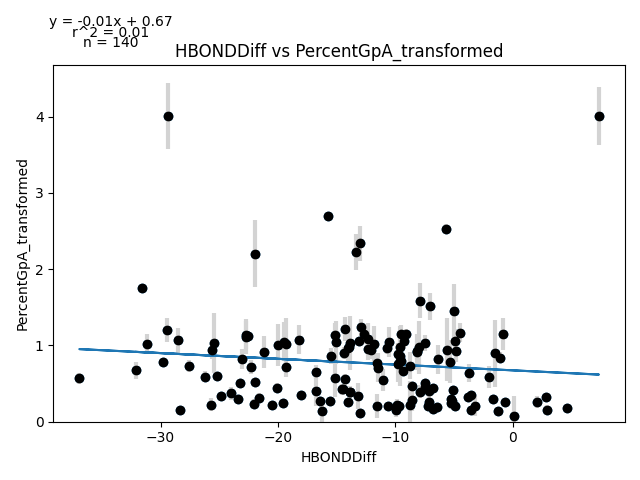 y = -0.01x + 0.67
r^2 = 0.01
n = 140
HBONDDiff vs PercentGpA_transformed
PercentGpA_transformed
4
3
2
1
0
−30
−20
−10
0
HBONDDiff